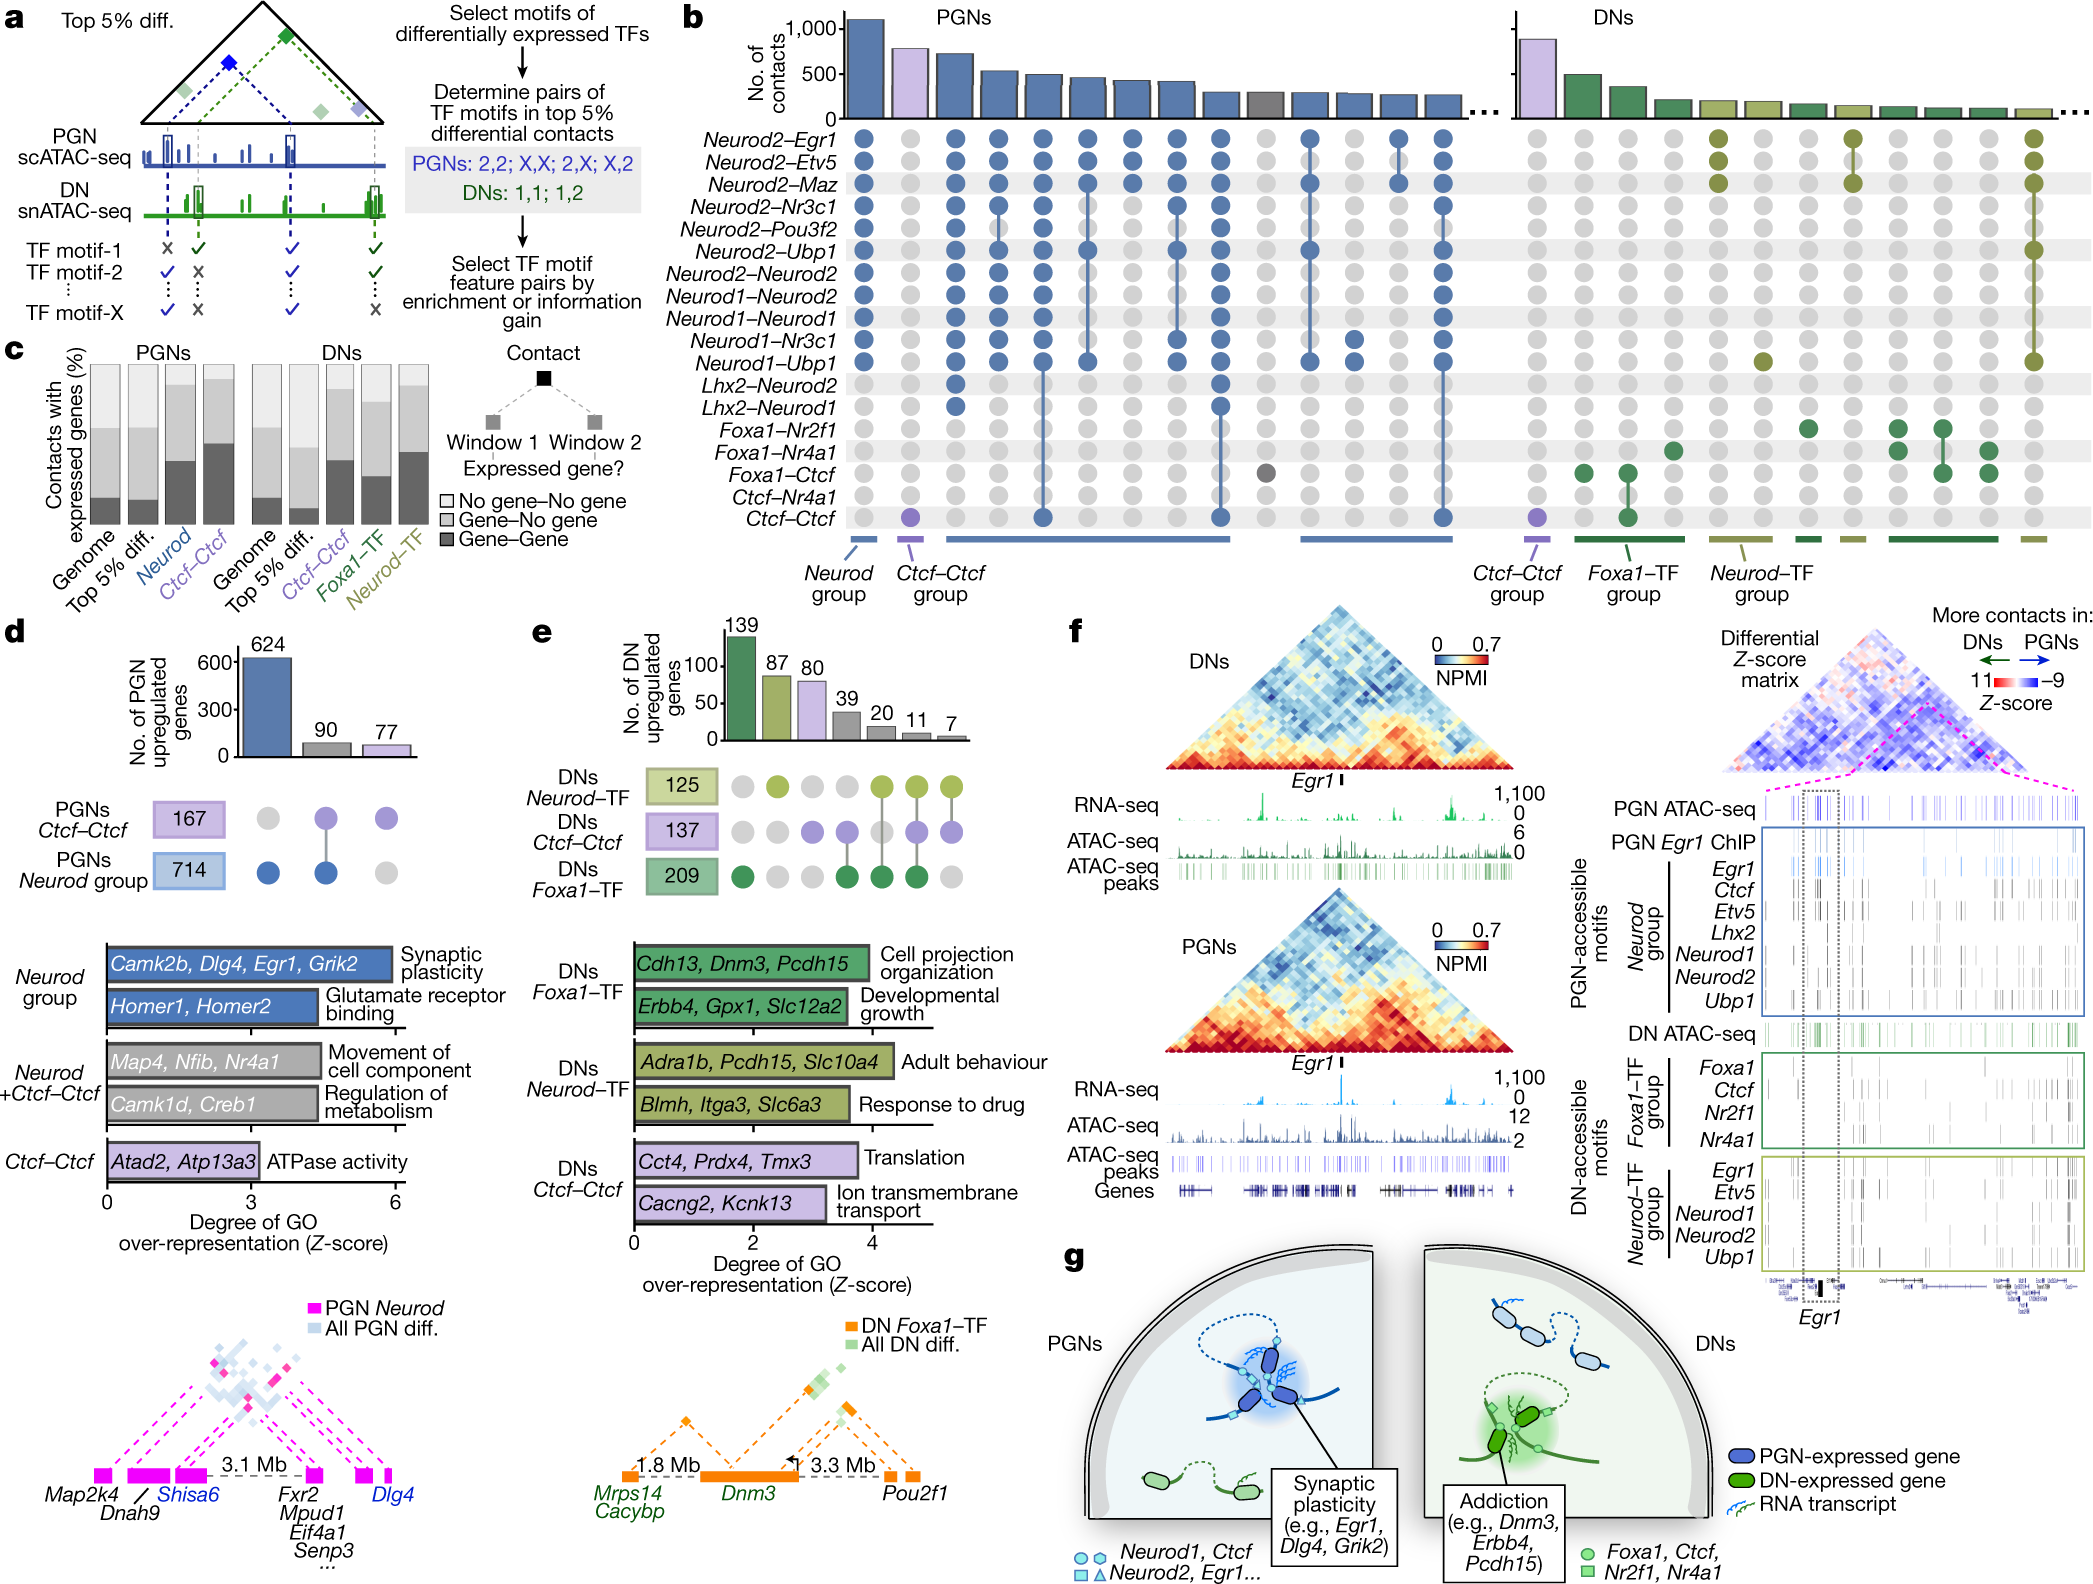 a
Top 5% diff.
PGN
scATAC-seq
DN
snATAC-seq
TF motif-1
TF motif-2
TF motif-X
X
X
X
X
Select motifs of
differentially expressed TFs
Determine pairs of
TF motifs in top 5%
differential contacts
PGNs: 2,2; X,X; 2,X; X,2
DNs: 1,1; 1,2
Select TF motif
feature pairs by
enrichment or information
gain
b
PGNs
DNs
No. of
contacts
1,000
500
0
...
...
Neurod2–Egr1
Neurod2–Etv5
Neurod2–Maz
Neurod2–Nr3c1
Neurod2–Pou3f2
Neurod2–Ubp1
Neurod2–Neurod2
Neurod1–Neurod2
Neurod1–Neurod1
Neurod1–Nr3c1
Neurod1–Ubp1
Lhx2–Neurod2
Lhx2–Neurod1
Foxa1–Nr2f1
Foxa1–Nr4a1
Foxa1–Ctcf
Ctcf–Nr4a1
Ctcf–Ctcf
Neurod
group
Ctcf–Ctcf
group
Ctcf–Ctcf
group
Foxa1–TF
group
Neurod–TF
group
c
PGNs
DNs
Contacts with
expressed genes (%)
Genome
Top 5% diff.
Neurod
Ctcf–Ctcf
Genome
Top 5% diff.
Ctcf–Ctcf
Foxa1–TF
Neurod–TF
Contact
Window 1
Window 2
Expressed gene?
No gene–No gene
Gene–No gene
Gene–Gene
d
No. of PGN
upregulated
genes
600
300
0
624
90
77
PGNs
Ctcf–Ctcf
167
PGNs
Neurod group
714
Neurod
group
Camk2b, Dlg4, Egr1, Grik2
Synaptic
plasticity
Homer1, Homer2
Glutamate receptor
binding
Neurod
+Ctcf–Ctcf
Map4, Nfib, Nr4a1
Movement of
cell component
Camk1d, Creb1
Regulation of
metabolism
Ctcf–Ctcf
Atad2, Atp13a3
ATPase activity
0
3
6
Degree of GO
over-representation (Z-score)
PGN Neurod
All PGN diff.
3.1 Mb
Map2k4
Dnah9
Shisa6
Fxr2
Mpud1
Eif4a1
Senp3
...
Dlg4
e
No. of DN
upregulated
genes
100
50
0
139
87
80
39
20
11
7
DNs
Neurod–TF
125
DNs
Ctcf–Ctcf
137
DNs
Foxa1–TF
209
DNs
Foxa1–TF
Cdh13, Dnm3, Pcdh15
Cell projection
organization
Erbb4, Gpx1, Slc12a2
Developmental
growth
DNs
Neurod–TF
Adra1b, Pcdh15, Slc10a4
Adult behaviour
Blmh, Itga3, Slc6a3
Response to drug
DNs
Ctcf–Ctcf
Cct4, Prdx4, Tmx3
Translation
Cacng2, Kcnk13
Ion transmembrane
transport
0
2
4
Degree of GO
over-representation (Z-score)
DN Foxa1–TF
All DN diff.
1.8 Mb
3.3 Mb
Mrps14
Cacybp
Dnm3
Pou2f1
f
DNs
0
0.7
NPMI
Egr1
RNA-seq
1,100
0
ATAC-seq
6
0
ATAC-seq
peaks
PGNs
0
0.7
NPMI
Egr1
RNA-seq
1,100
0
ATAC-seq
12
2
ATAC-seq
peaks
Genes
Differential
Z-score
matrix
More contacts in:
DNs
PGNs
11
–9
Z-score
PGN ATAC-seq
PGN Egr1 ChIP
PGN-accessible
motifs
Neurod
group
Egr1
Ctcf
Etv5
Lhx2
Neurod1
Neurod2
Ubp1
DN ATAC-seq
DN-accessible
motifs
Foxa1–TF
group
Foxa1
Ctcf
Nr2f1
Nr4a1
Neurod–TF
group
Egr1
Etv5
Neurod1
Neurod2
Ubp1
Egr1
g
PGNs
DNs
Synaptic
plasticity
(e.g., Egr1,
Dlg4, Grik2)
Addiction
(e.g., Dnm3,
Erbb4,
Pcdh15)
PGN-expressed gene
DN-expressed gene
RNA transcript
Neurod1, Ctcf
Neurod2, Egr1...
Foxa1, Ctcf,
Nr2f1, Nr4a1